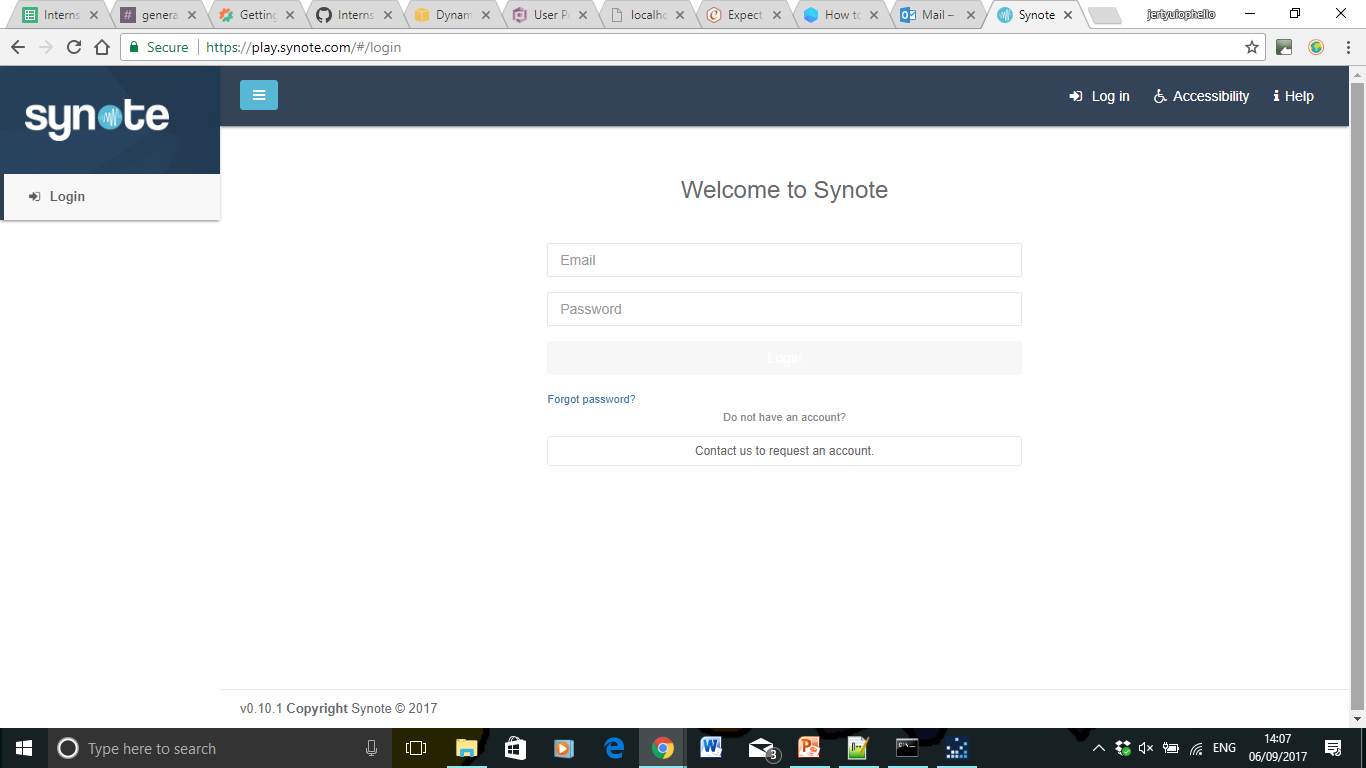 Interns genera Getting Interns Dynam User P localho Expect How to Mail – Synote jertyuiophello
Secure https://play.synote.com/#/login
synote
Log in Accessibility Help
Login
Welcome to Synote
Email
Password
Login
Forgot password?
Do not have an account?
Contact us to request an account.
v0.10.1 Copyright Synote © 2017
Type here to search
3
ENG
14:07
06/09/2017